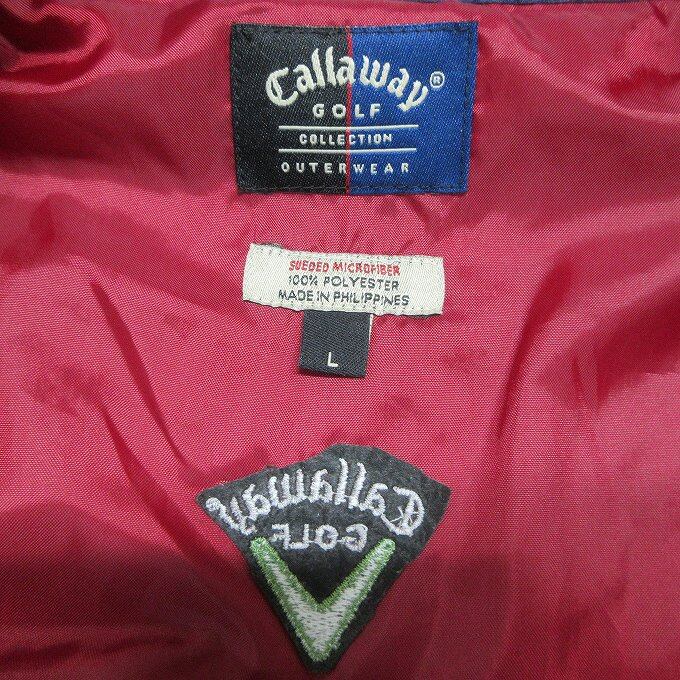 Callaway®
GOLF
COLLECTION
OUTERWEAR
SUEDED MICROFIBER
100% POLYESTER
MADE IN PHILIPPINES
L
Callaway
GOLF